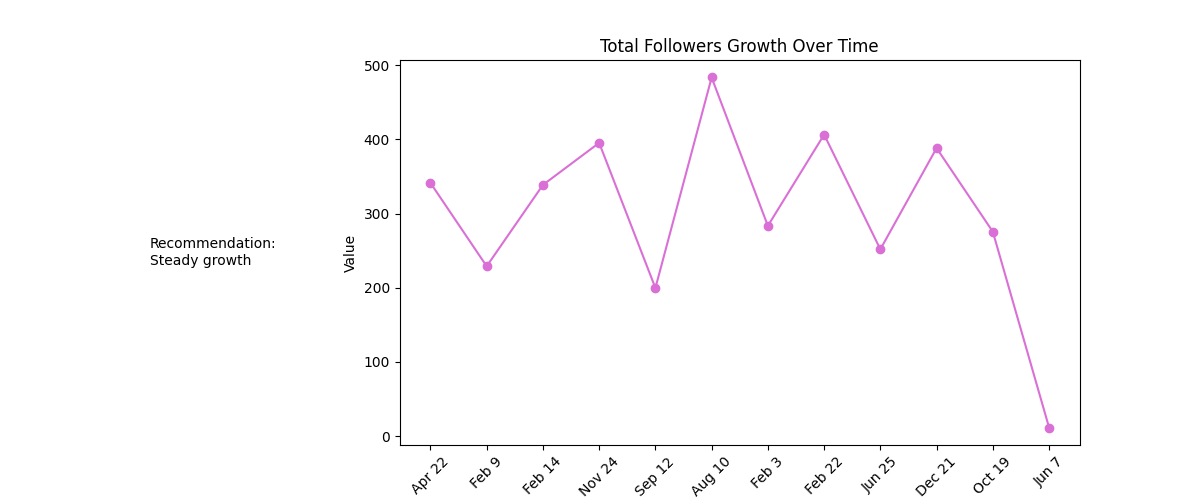 Total Followers Growth Over Time
Recommendation:
Steady growth
Value
500
400
300
200
100
0
Apr 22
Feb 9
Feb 14
Nov 24
Sep 12
Aug 10
Feb 3
Feb 22
Jun 25
Dec 21
Oct 19
Jun 7